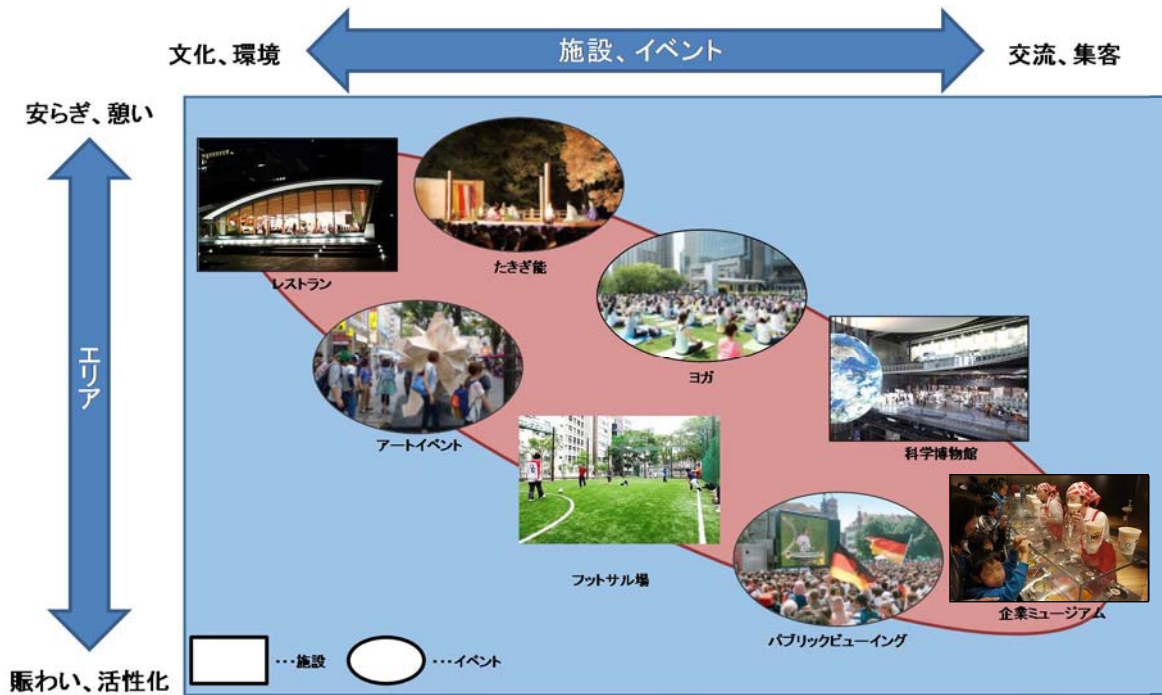 文化、環境
施設、イベント
交流、集客
安らぎ、憩い
エリア
賑わい、活性化
レストラン
たきぎ能
ヨガ
アートイベント
科学博物館
フットサル場
パブリックビューイング
企業ミュージアム
・・・施設
・・・イベント